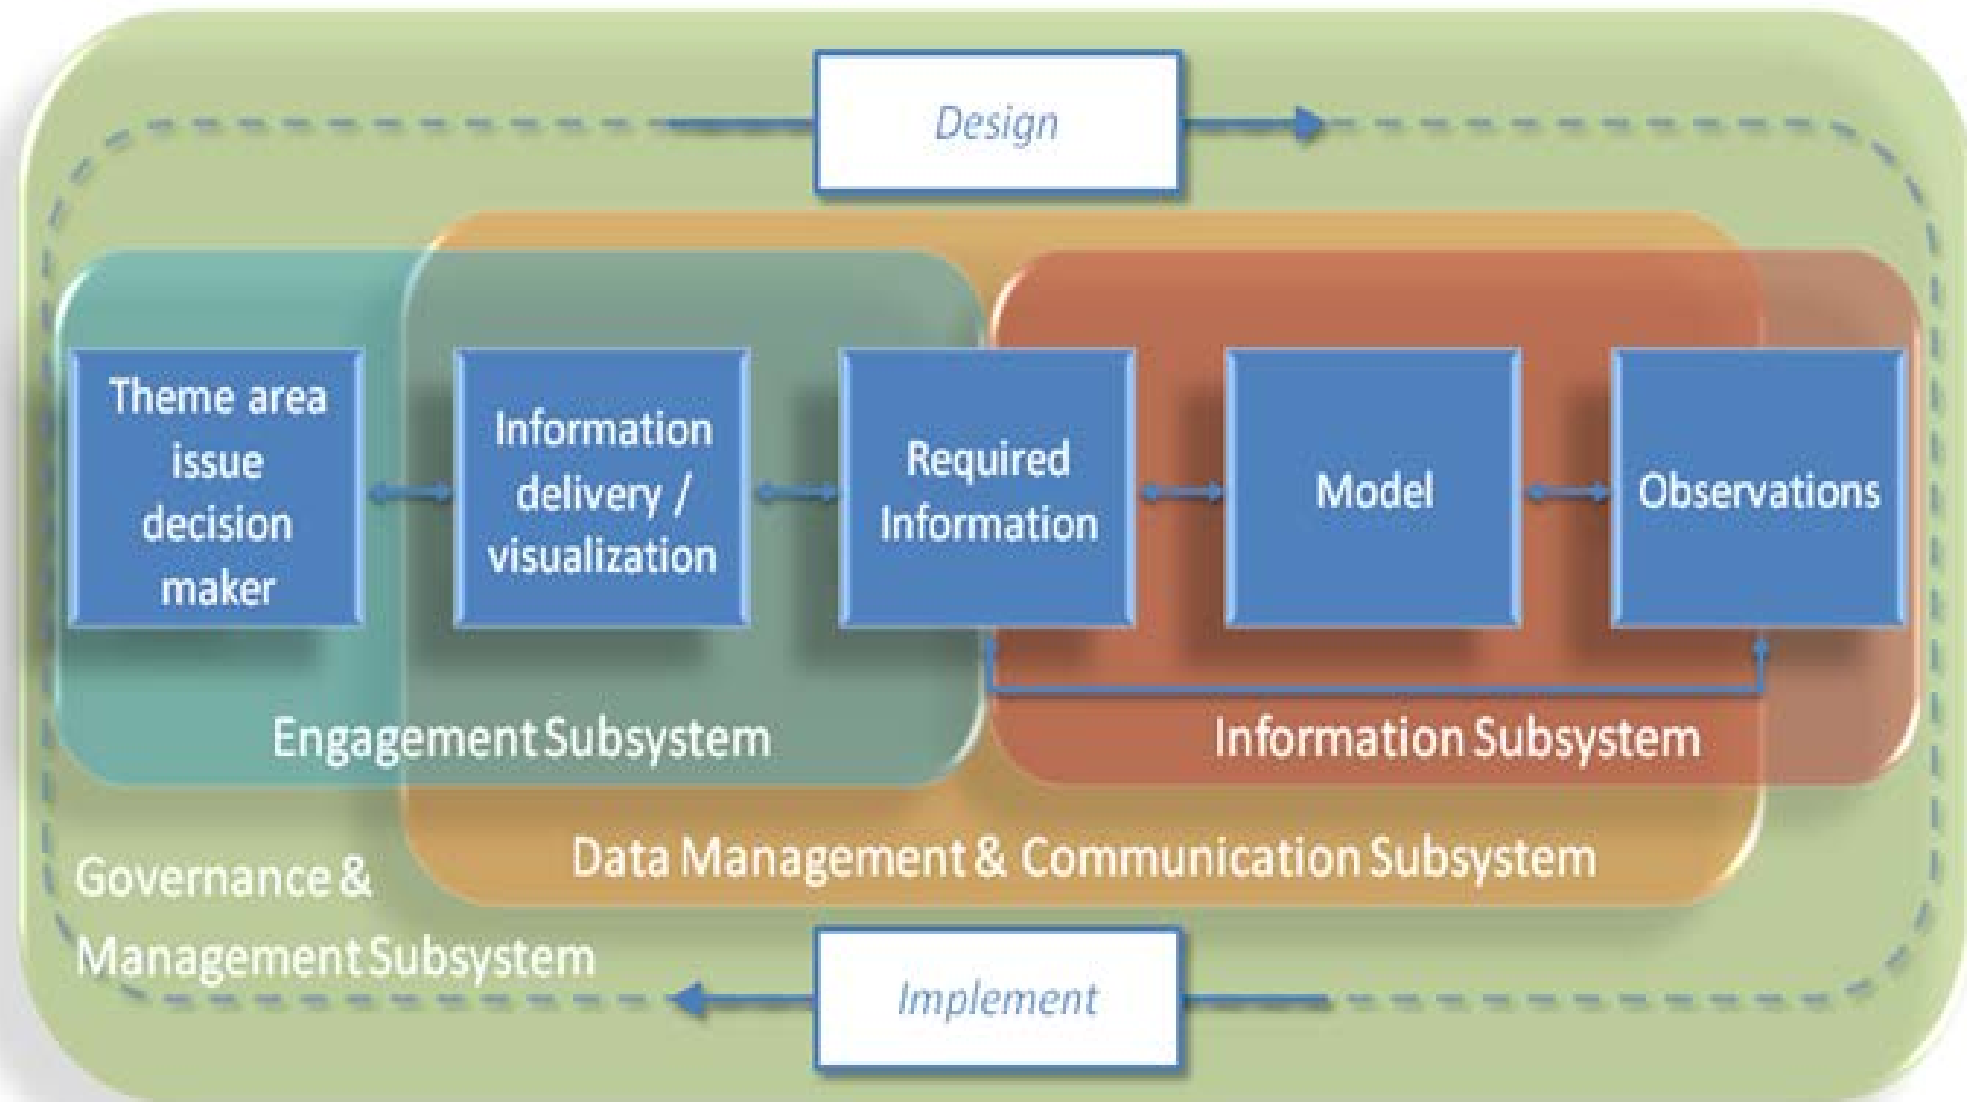 Design
Theme area
issue
decision
maker
Information
delivery /
visualization
Required
Information
Model
Observations
Engagement Subsystem
Information Subsystem
Data Management & Communication Subsystem
Governance &
Management Subsystem
Implement